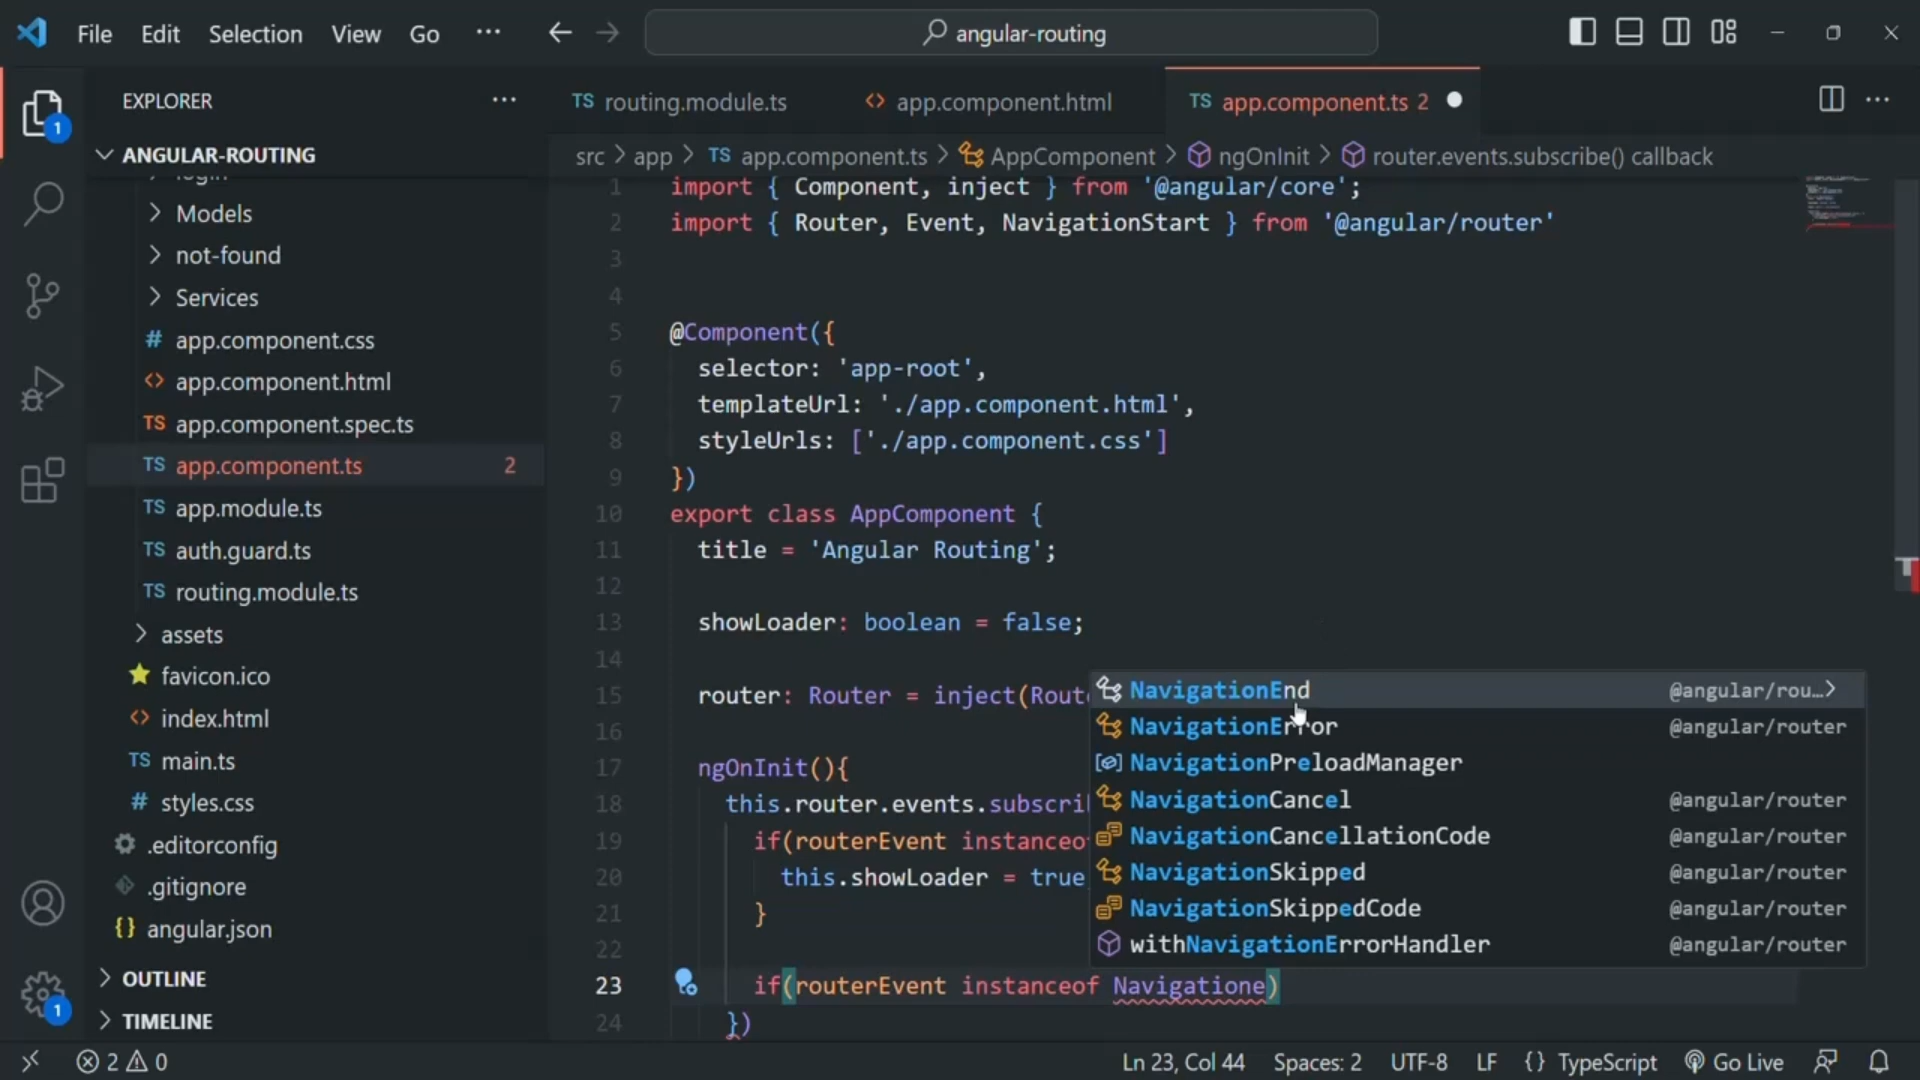 File Edit Selection View Go ··· angular-routing
EXPLORER ···
1
ANGULAR-ROUTING
login
Models
not-found
Services
# app.component.css
<> app.component.html
TS app.component.spec.ts
TS app.component.ts 2
TS app.module.ts
TS auth.guard.ts
TS routing.module.ts
assets
favicon.ico
<> index.html
TS main.ts
# styles.css
.editorconfig
.gitignore
{} angular.json
OUTLINE
TIMELINE
1
TS routing.module.ts <> app.component.html TS app.component.ts 2 ···
src > app > TS app.component.ts > AppComponent > ngOnInit > router.events.subscribe() callback
1 import { Component, inject } from '@angular/core';
2 import { Router, Event, NavigationStart } from '@angular/router'
3
4
5 @Component({
6 selector: 'app-root',
7 templateUrl: './app.component.html',
8 styleUrls: ['./app.component.css']
9 })
10 export class AppComponent {
11 title = 'Angular Routing';
12
13 showLoader: boolean = false;
14
15 router: Router = inject(Route
16
17 ngOnInit(){
18 this.router.events.subscri
19 if(routerEvent instanceo
20 this.showLoader = true
21 }
22
23 if(routerEvent instanceof Navigatione)
24 })
NavigationEnd @angular/rou…>
NavigationError @angular/router
NavigationPreloadManager
NavigationCancel @angular/router
NavigationCancellationCode @angular/router
NavigationSkipped @angular/router
NavigationSkippedCode @angular/router
withNavigationErrorHandler @angular/router
2 0 Ln 23, Col 44 Spaces: 2 UTF-8 LF {} TypeScript Go Live